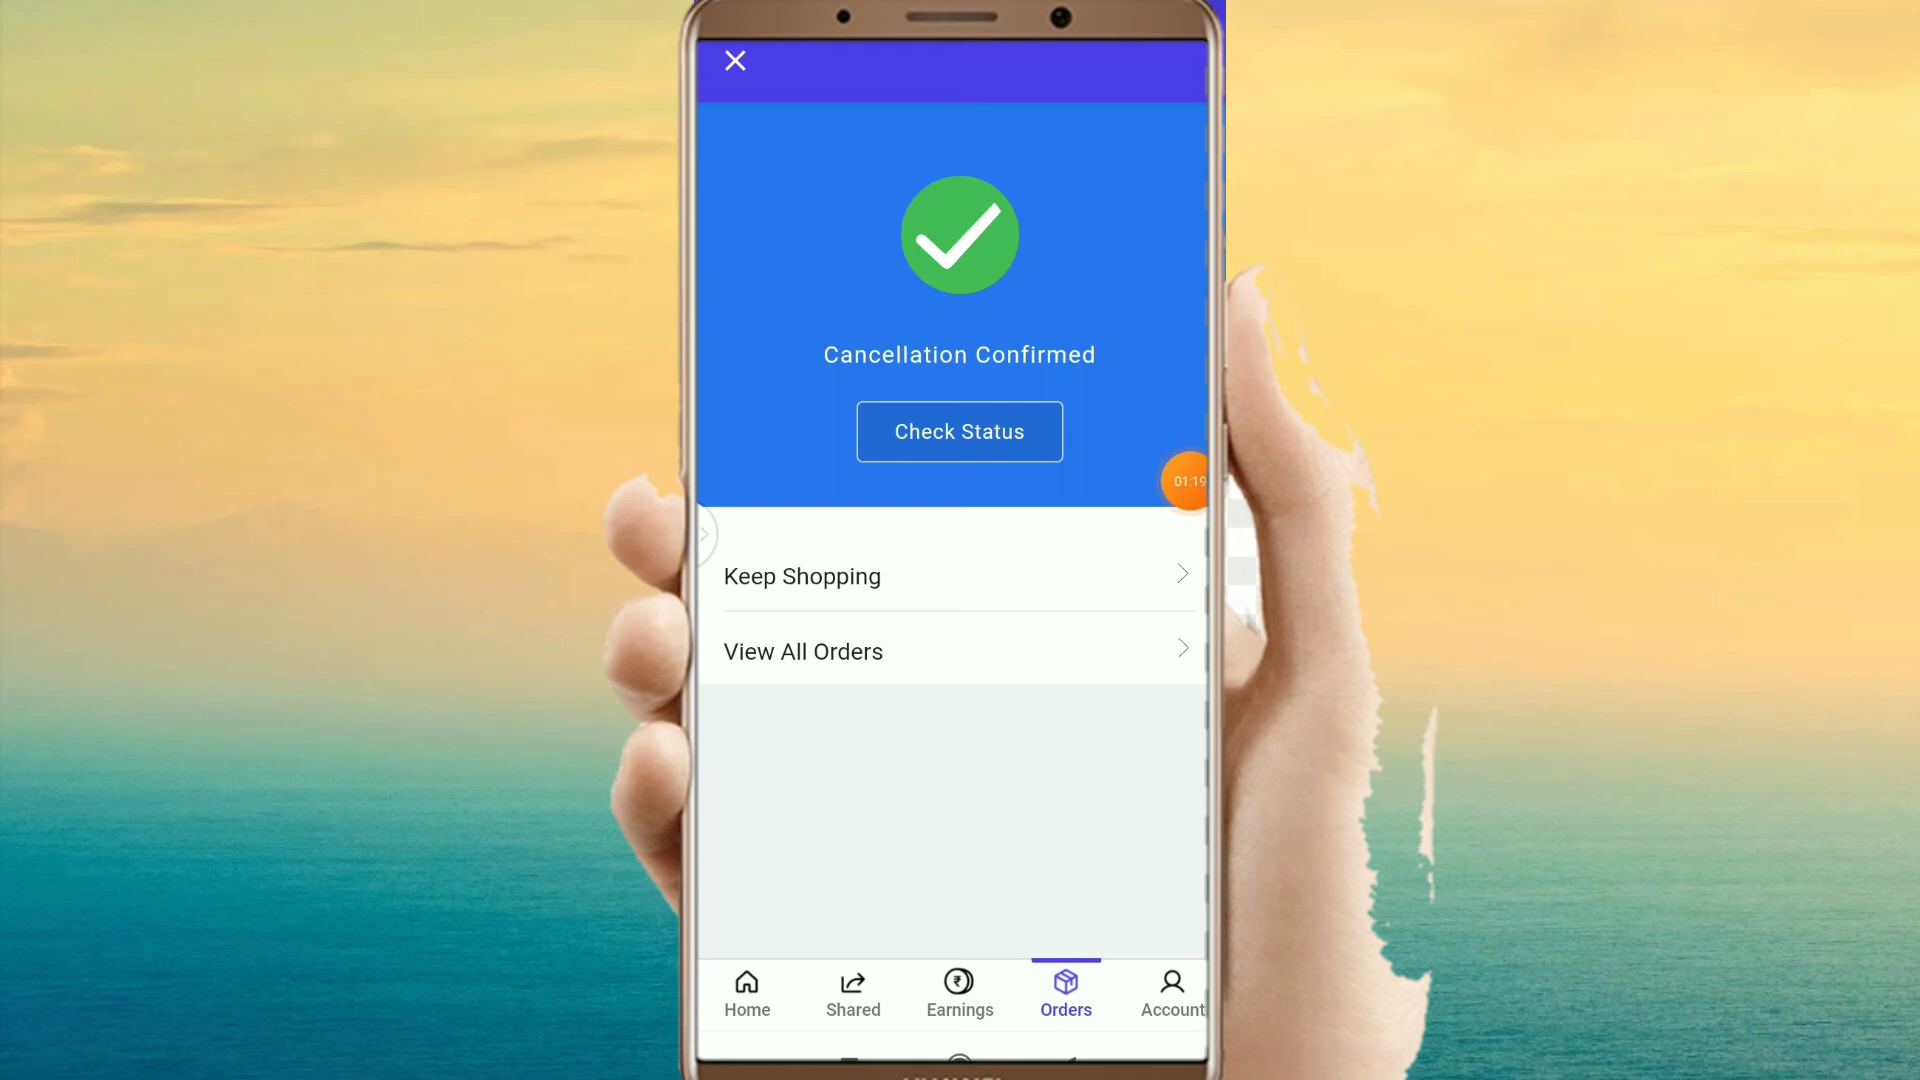 Cancellation Confirmed
Check Status
01:19
Keep Shopping
View All Orders
Home
Shared
Earnings
Orders
Account